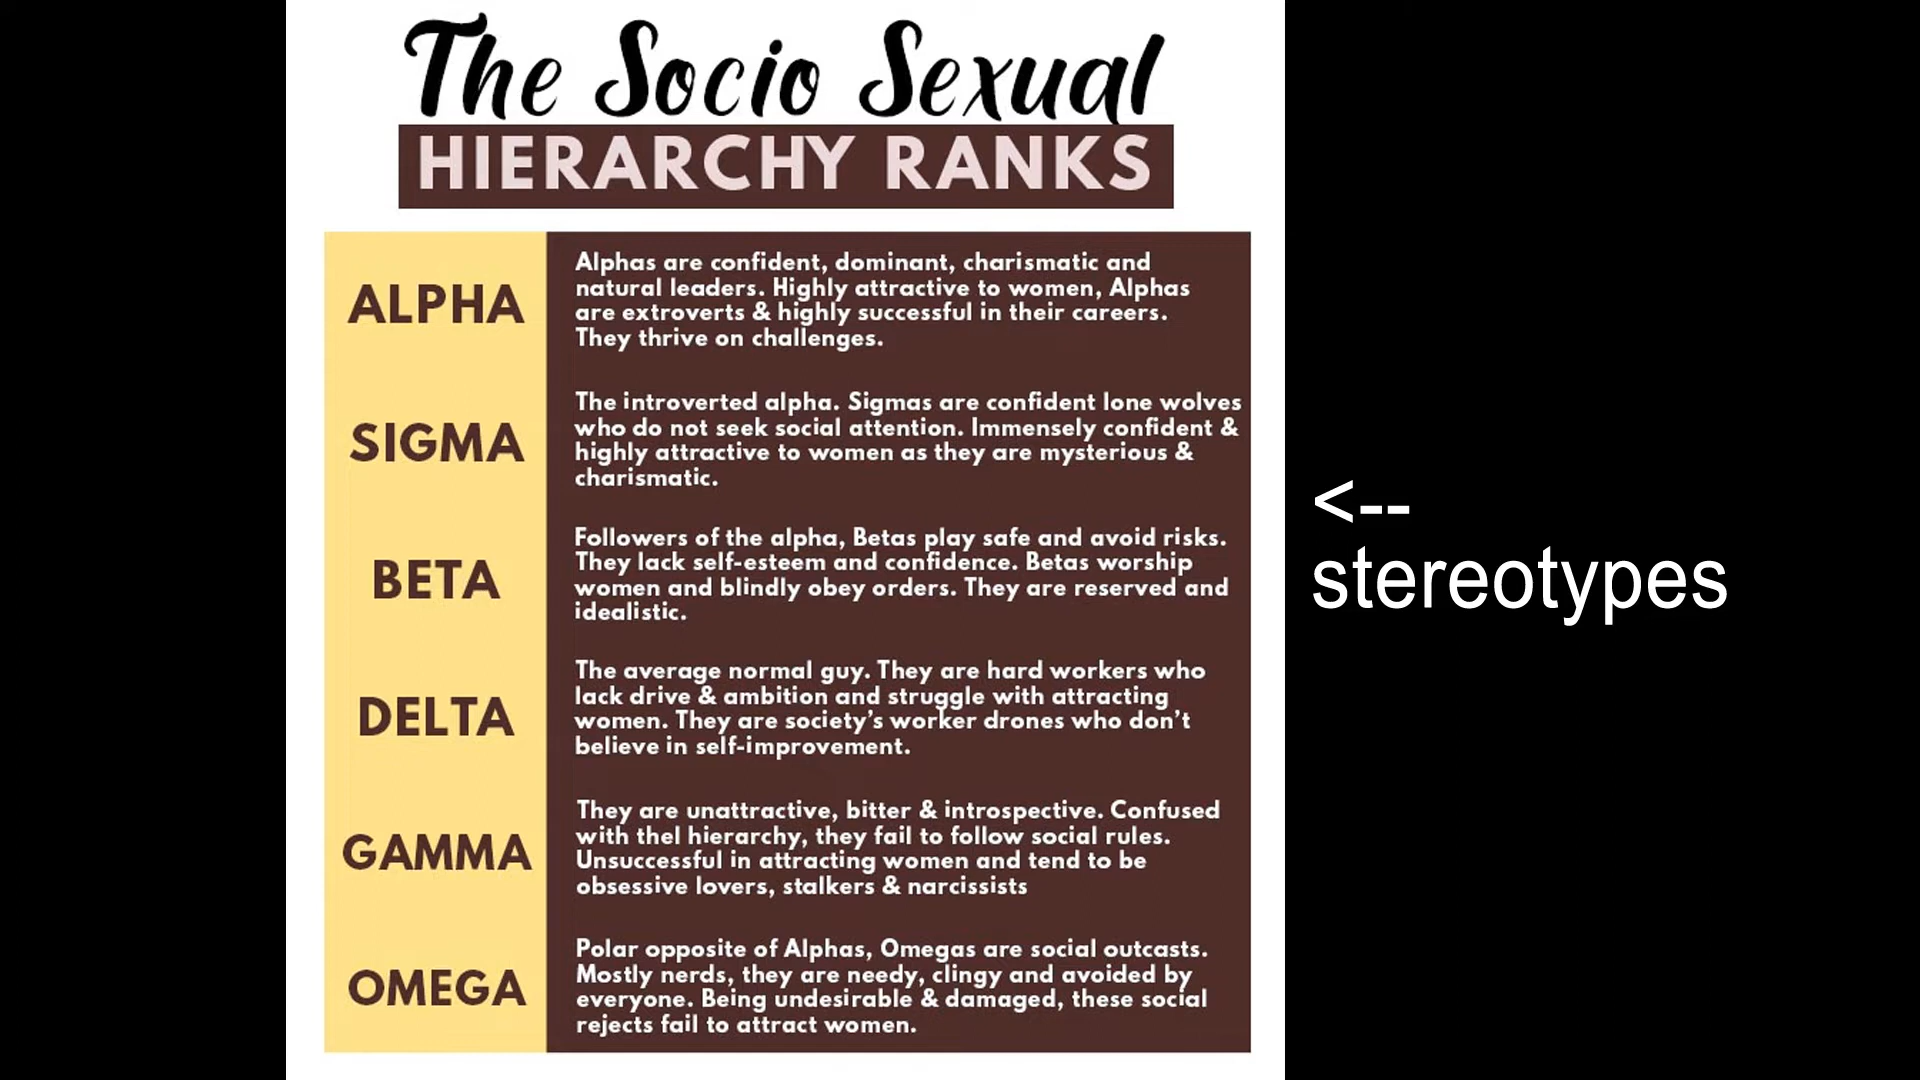 The Socio Sexual
HIERARCHY RANKS
ALPHA
Alphas are confident, dominant, charismatic and
natural leaders. Highly attractive to women, Alphas
are extroverts & highly successful in their careers.
They thrive on challenges.
SIGMA
The introverted alpha. Sigmas are confident lone wolves
who do not seek social attention. Immensely confident &
highly attractive to women as they are mysterious &
charismatic.
BETA
Followers of the alpha, Betas play safe and avoid risks.
They lack self-esteem and confidence. Betas worship
women and blindly obey orders. They are reserved and
idealistic.
DELTA
The average normal guy. They are hard workers who
lack drive & ambition and struggle with attracting
women. They are society's worker drones who don't
believe in self-improvement.
GAMMA
They are unattractive, bitter & introspective. Confused
with thel hierarchy, they fail to follow social rules.
Unsuccessful in attracting women and tend to be
obsessive lovers, stalkers & narcissists
OMEGA
Polar opposite of Alphas, Omegas are social outcasts.
Mostly nerds, they are needy, clingy and avoided by
everyone. Being undesirable & damaged, these social
rejects fail to attract women.
<--
stereotypes